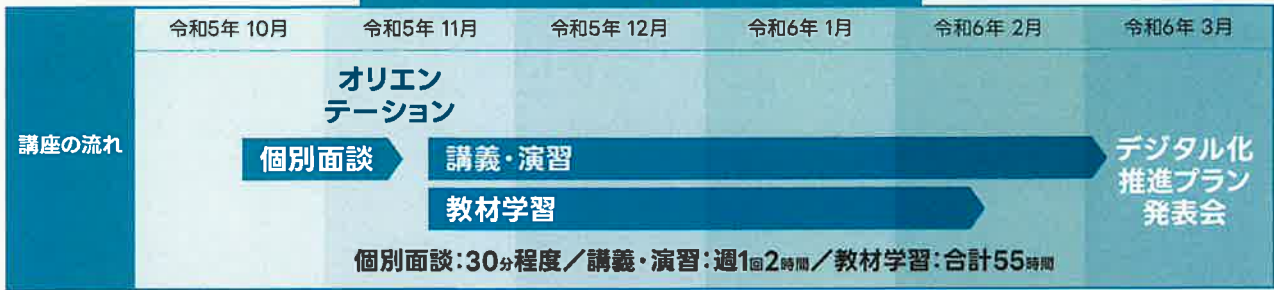 令和5年 10月
令和5年 11月
令和5年 12月
令和6年 1月
令和6年 2月
令和6年 3月
講座の流れ
オリエン
テーション
個別面談
講義・演習
教材学習
デジタル化
推進プラン
発表会
個別面談:30分程度／講義・演習:週1回2時間／教材学習:合計55時間